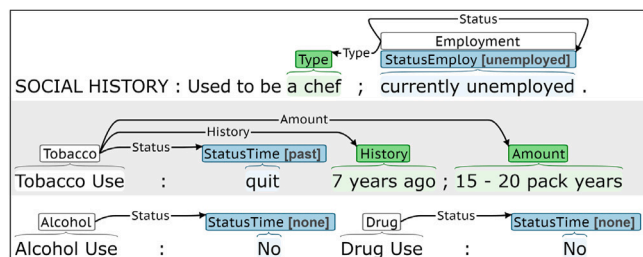 Status
Employment
Type Type StatusEmploy [unemployed]
SOCIAL HISTORY : Used to be a chef ; currently unemployed .
Amount
History
Tobacco Status StatusTime [past] History Amount
Tobacco Use : quit 7 years ago ; 15 - 20 pack years
Alcohol Status StatusTime [none] Drug Status StatusTime [none]
Alcohol Use : No Drug Use : No